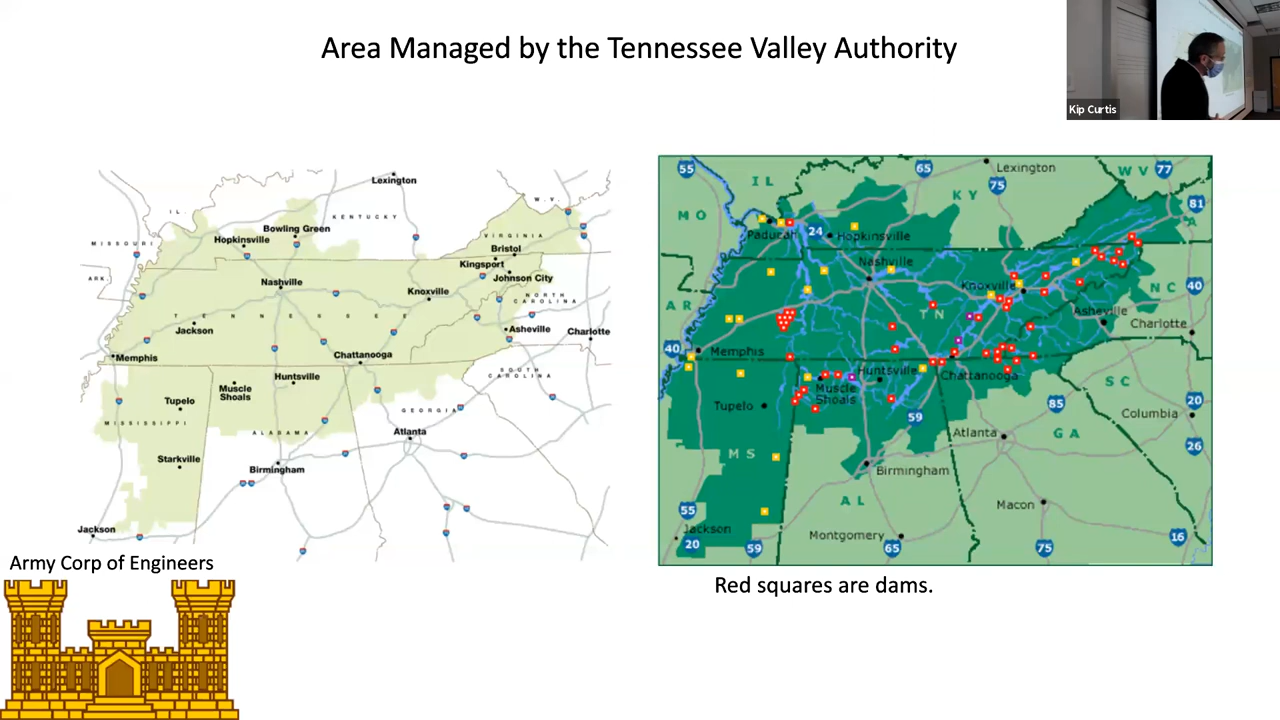 Area Managed by the Tennessee Valley Authority
Kip Curtis
Lexington
I L.
KENTUCKY
W. V.
MISSOURI
Bowling Green
Hopkinsville
VIRGINIA
Bristol
ARK.
Kingsport
Johnson City
Nashville
Knoxville
NORTH
CAROLINA
TENNESSEE
Jackson
Asheville
Charlotte
Memphis
Chattanooga
Huntsville
SOUTH
CAROLINA
Muscle
Shoals
Tupelo
GEORGIA
MISSISSIPPI
ALABAMA
Atlanta
Starkville
Birmingham
Jackson
55
IL
65
Lexington
WV
77
KY
75
MO
81
Paducah
24
Hopkinsville
A
Nashville
Knoxville
NC
40
AR
TN
Asheville
Charlotte
40
Memphis
Huntsville
Chattanooga
SC
Muscle
Shoals
Tupelo
59
85
20
Columbia
Atlanta
GA
26
MS
Birmingham
AL
Macon
55
Jackson
20
59
Montgomery
65
75
16
Army Corp of Engineers
Red squares are dams.